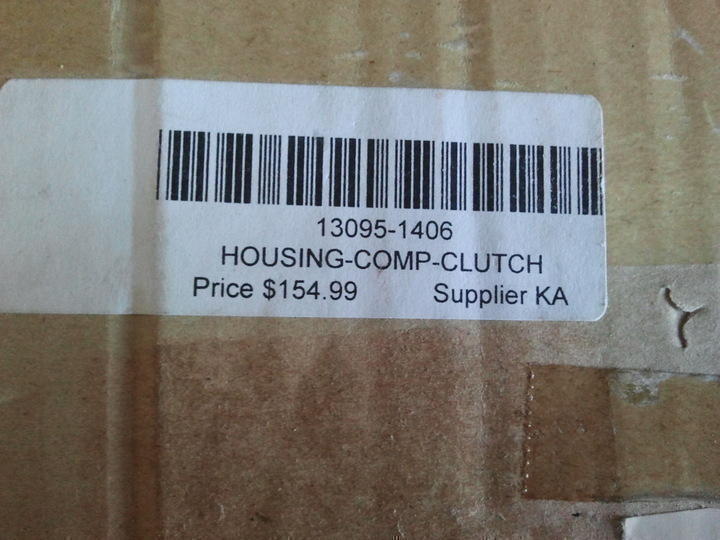 13095-1406
HOUSING-COMP-CLUTCH
Price $154.99 Supplier KA